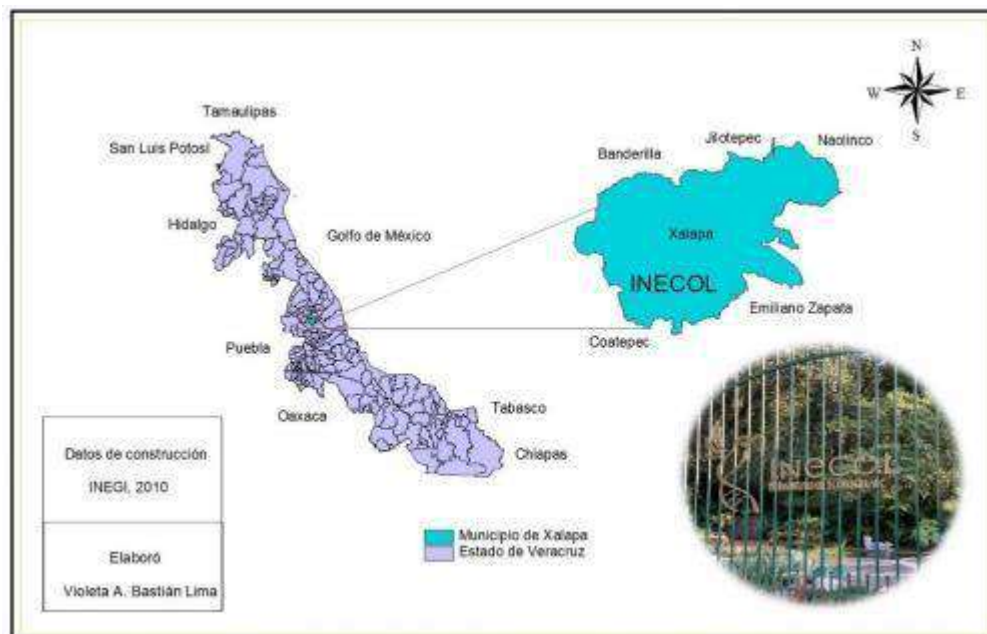 N
W E
S
Tamaulipas
San Luis Potosí
Hidalgo
Golfo de México
Puebla
Oaxaca
Tabasco
Chiapas
Banderilla
Jilotepec
Naolinco
Xalapa
INECOL
Emiliano Zapata
Coatepec
Datos de construcción
INEGI, 2010
Elaboró
Violeta A. Bastián Lima
Municipio de Xalapa
Estado de Veracruz
INECOL